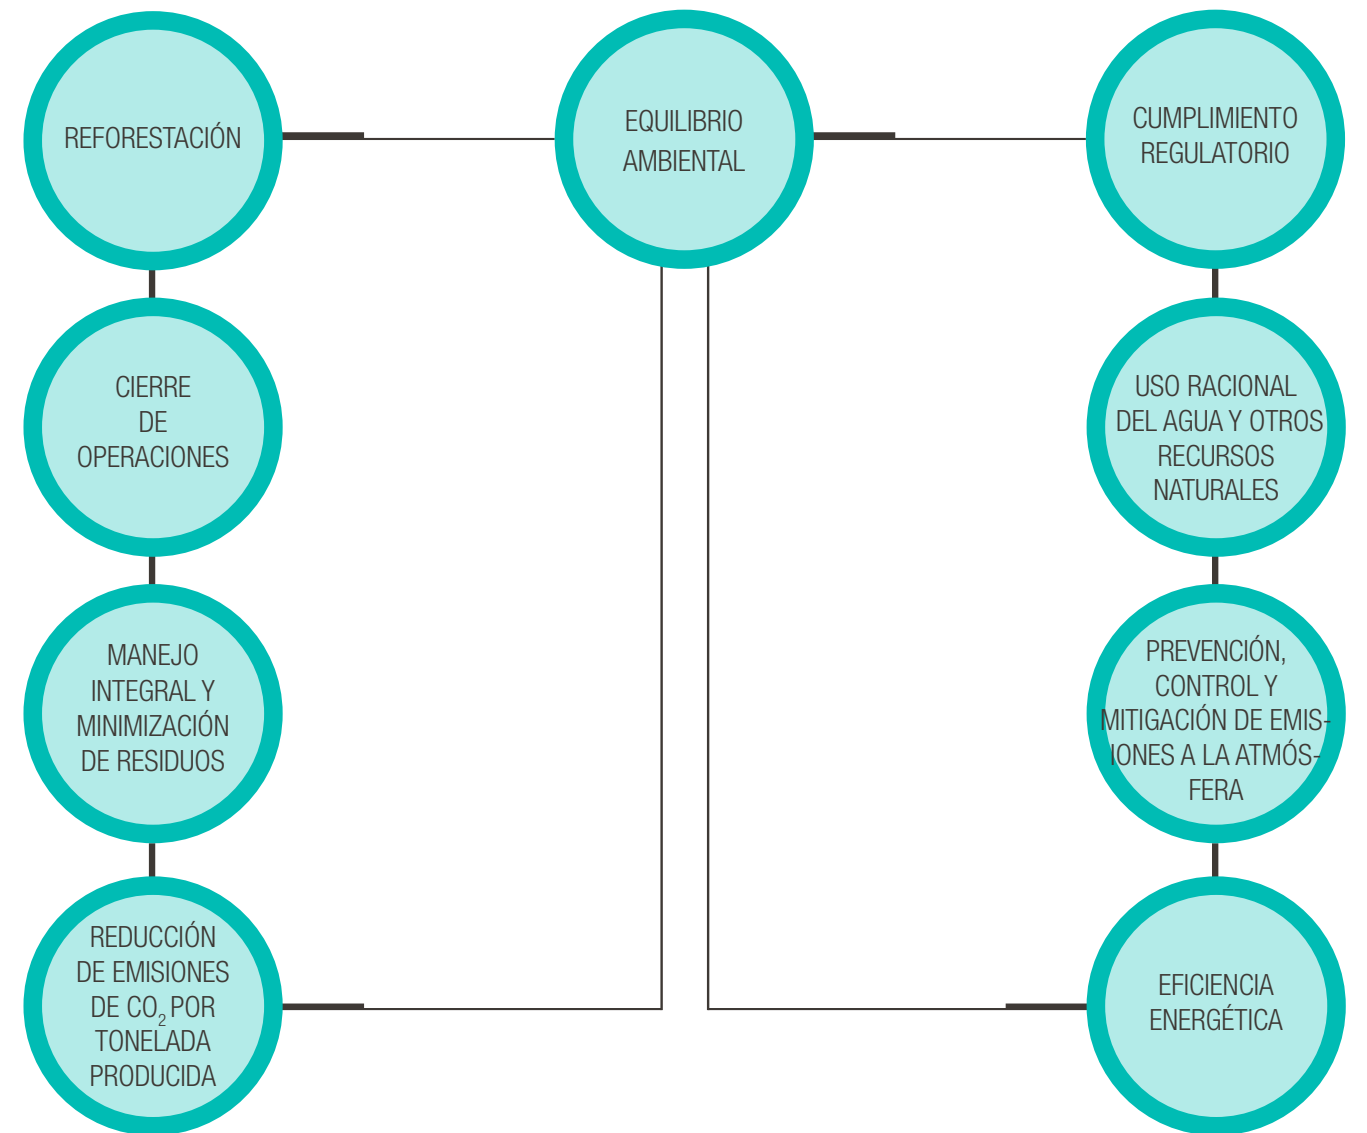 REFORESTACIÓN
EQUILIBRIO
AMBIENTAL
CUMPLIMIENTO
REGULATORIO
CIERRE
DE
OPERACIONES
USO RACIONAL
DEL AGUA Y OTROS
RECURSOS
NATURALES
MANEJO
INTEGRAL Y
MINIMIZACIÓN
DE RESIDUOS
PREVENCIÓN,
CONTROL Y
MITIGACIÓN DE EMIS-
IONES A LA ATMÓS-
FERA
REDUCCIÓN
DE EMISIONES
DE CO₂ POR
TONELADA
PRODUCIDA
EFICIENCIA
ENERGÉTICA